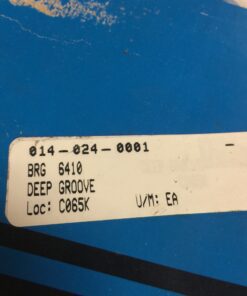 014-024-0001 -
BRG 6410
DEEP GROOVE
Loc: C065K U/M: EA